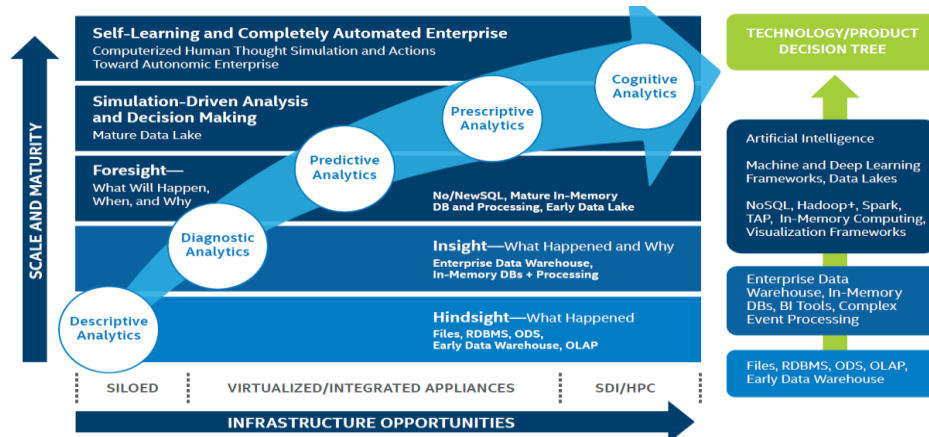 SCALE AND MATURITY
Self-Learning and Completely Automated Enterprise
Computerized Human Thought Simulation and Actions
Toward Autonomic Enterprise
Cognitive
Analytics
Simulation-Driven Analysis
and Decision Making
Mature Data Lake
Prescriptive
Analytics
Predictive
Analytics
Foresight—
What Will Happen,
When, and Why
No/NewSQL, Mature In-Memory
DB and Processing, Early Data Lake
Diagnostic
Analytics
Insight—What Happened and Why
Enterprise Data Warehouse,
In-Memory DBs + Processing
Descriptive
Analytics
Hindsight—What Happened
Files, RDBMS, ODS,
Early Data Warehouse, OLAP
SILOED
VIRTUALIZED/INTEGRATED APPLIANCES
SDI/HPC
INFRASTRUCTURE OPPORTUNITIES
TECHNOLOGY/PRODUCT
DECISION TREE
Artificial Intelligence
Machine and Deep Learning
Frameworks, Data Lakes
NoSQL, Hadoop+, Spark,
TAP, In-Memory Computing,
Visualization Frameworks
Enterprise Data
Warehouse, In-Memory
DBs, BI Tools, Complex
Event Processing
Files, RDBMS, ODS, OLAP,
Early Data Warehouse